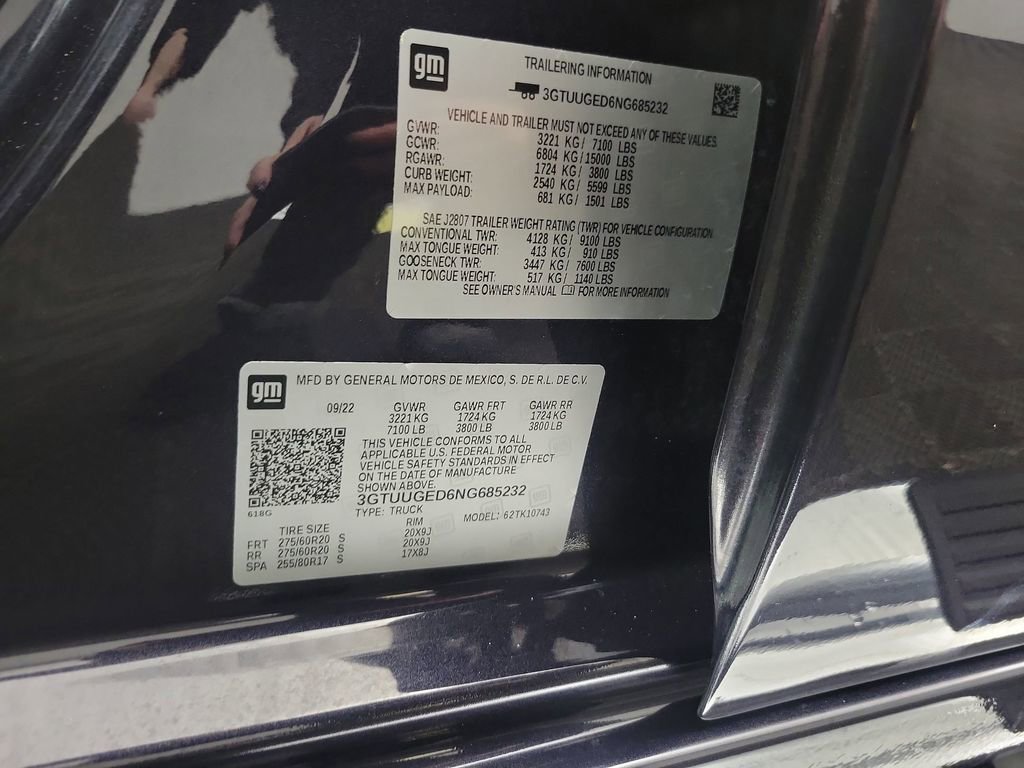 gm
TRAILERING INFORMATION
3GTUUGED6NG685232
VEHICLE AND TRAILER MUST NOT EXCEED ANY OF THESE VALUES.
GVWR: 3221 KG/ 7100 LBS
GCWR: 6804 KG/15000 LBS
RGAWR: 1724 KG/ 3800 LBS
CURB WEIGHT: 2540 KG/ 5599 LBS
MAX PAYLOAD: 681 KG/ 1501 LBS
SAE J2807 TRAILER WEIGHT RATING (TWR) FOR VEHICLE CONFIGURATION
CONVENTIONAL TWR: 4128 KG/ 9100 LBS
MAX TONGUE WEIGHT: 413 KG/ 910 LBS
GOOSENECK TWR: 3447 KG/ 7600 LBS
MAX TONGUE WEIGHT: 517 KG/ 1140 LBS
SEE OWNER'S MANUAL FOR MORE INFORMATION
gm
MFD BY GENERAL MOTORS DE MEXICO, S. DE R.L. DE C.V.
09/22 GVWR GAWR FRT GAWR RR
3221 KG 1724 KG 1724 KG
7100 LB 3800 LB 3800 LB
THIS VEHICLE CONFORMS TO ALL
APPLICABLE U.S. FEDERAL MOTOR
VEHICLE SAFETY STANDARDS IN EFFECT
ON THE DATE OF MANUFACTURE
SHOWN ABOVE.
3GTUUGED6NG685232
618G
TYPE: TRUCK MODEL: 62TK10743
TIRE SIZE RIM
FRT 275/60R20 S 20X9J
RR 275/60R20 S 20X9J
SPA 255/80R17 S 17X8J